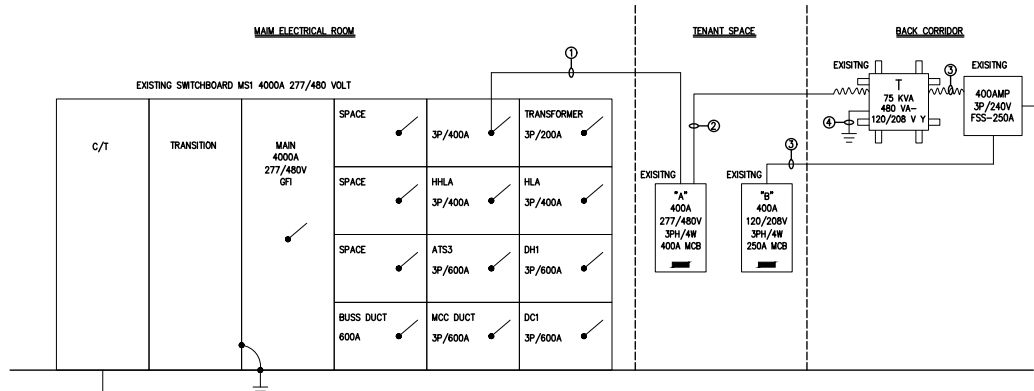 MAIM ELECTRICAL ROOM
TENANT SPACE
BACK CORRIDOR
EXISTING SWITCHBOARD MS1 4000A 277/480 VOLT
C/T
TRANSITION
MAIN
4000A
277/480V
GFI
SPACE
3P/400A
TRANSFORMER
3P/200A
SPACE
HHLA
3P/400A
HLA
3P/400A
SPACE
ATS3
3P/600A
DH1
3P/600A
BUSS DUCT
600A
MCC DUCT
3P/600A
DC1
3P/600A
1
2
3
EXISITNG
"A"
400A
277/480V
3PH/4W
400A MCB
EXISITNG
"B"
400A
120/208V
3PH/4W
250A MCB
EXISITNG
T
75 KVA
480 VA-
120/208 V Y
4
3
EXISITNG
400AMP
3P/240V
FSS-250A